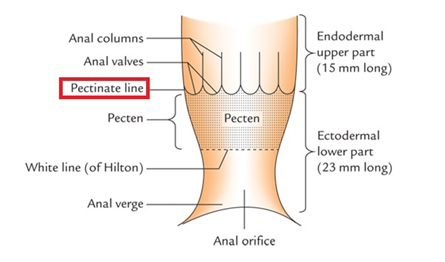 Anal columns
Anal valves
Pectinate line
Pecten
White line (of Hilton)
Anal verge
Pecten
Anal orifice
Endodermal
upper part
(15 mm long)
Ectodermal
lower part
(23 mm long)